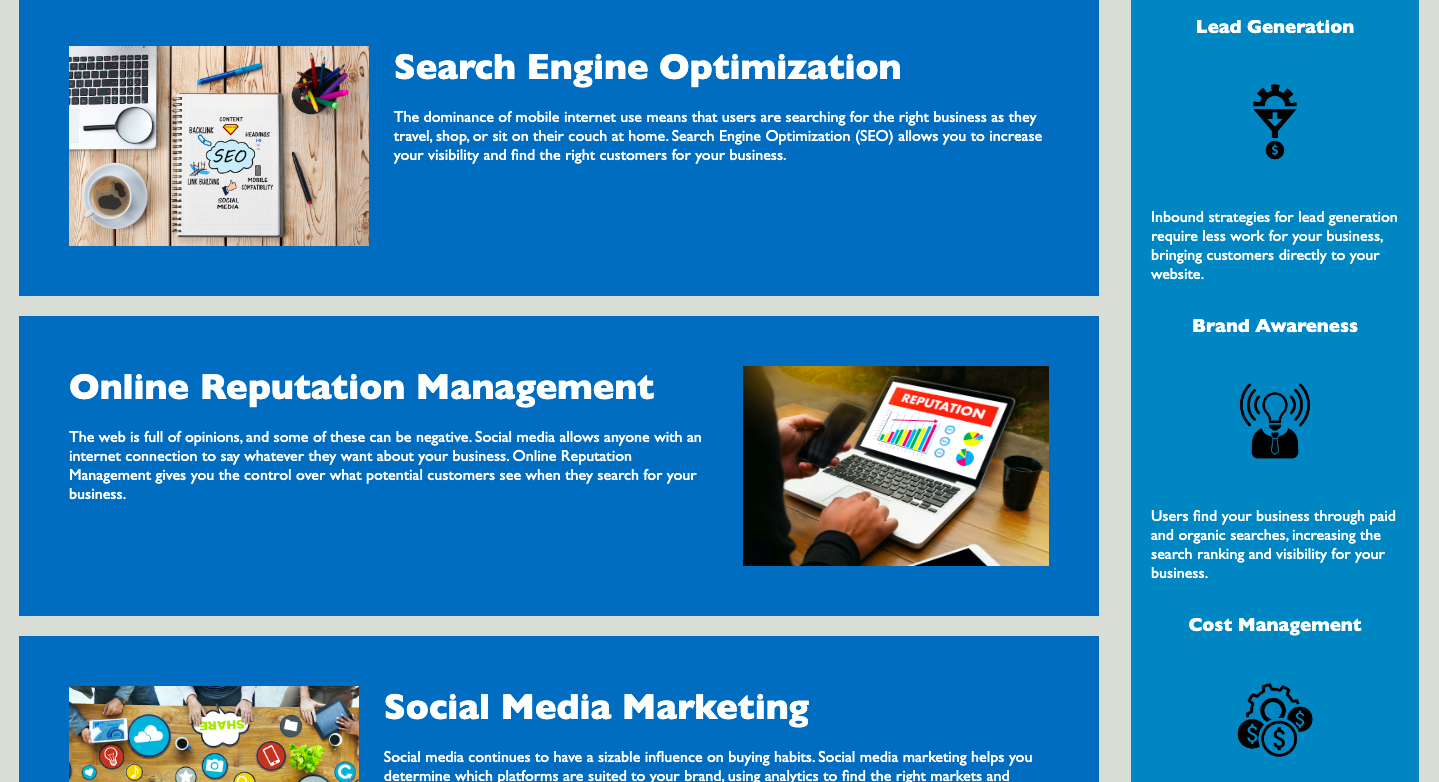 Search Engine Optimization
The dominance of mobile internet use means that users are searching for the right business as they
travel, shop, or sit on their couch at home. Search Engine Optimization (SEO) allows you to increase
your visibility and find the right customers for your business.
CONTENT
BACKLINK
HEADINGS
SEO
LINK BUILDING
MOBILE
COMPATIBILITY
SOCIAL
MEDIA
Online Reputation Management
The web is full of opinions, and some of these can be negative. Social media allows anyone with an
internet connection to say whatever they want about your business. Online Reputation
Management gives you the control over what potential customers see when they search for your
business.
REPUTATION
Social Media Marketing
Social media continues to have a sizable influence on buying habits. Social media marketing helps you
determine which platforms are suited to your brand, using analytics to find the right markets and
SHARE
Lead Generation
$
Inbound strategies for lead generation
require less work for your business,
bringing customers directly to your
website.
Brand Awareness
Users find your business through paid
and organic searches, increasing the
search ranking and visibility for your
business.
Cost Management
$
$
$